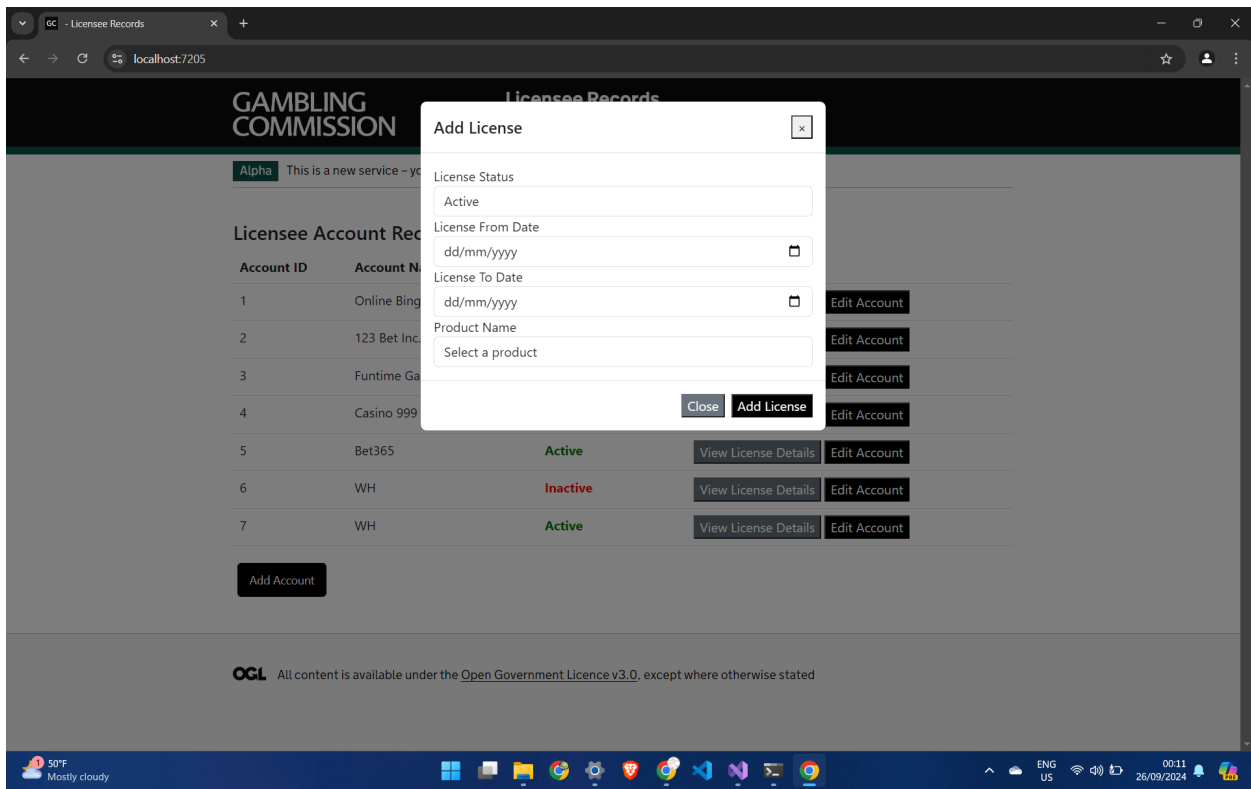 GC - Licensee Records
localhost:7205
GAMBLING
COMMISSION
Licensee Records
Add License
×
Alpha This is a new service –
License Status
Active
License From Date
dd/mm/yyyy
License To Date
dd/mm/yyyy
Product Name
Select a product
Close Add License
Licensee Account
Account ID Account
1 Online Edit Account
2 123 Bet Inc. Edit Account
3 Funtime Edit Account
4 Casino 999 Edit Account
5 Bet365 Active View License Details Edit Account
6 WH Inactive View License Details Edit Account
7 WH Active View License Details Edit Account
Add Account
OGL All content is available under the Open Government Licence v3.0, except where otherwise stated
1 50°F
Mostly cloudy
ENG
US
00:11
26/09/2024
PRE